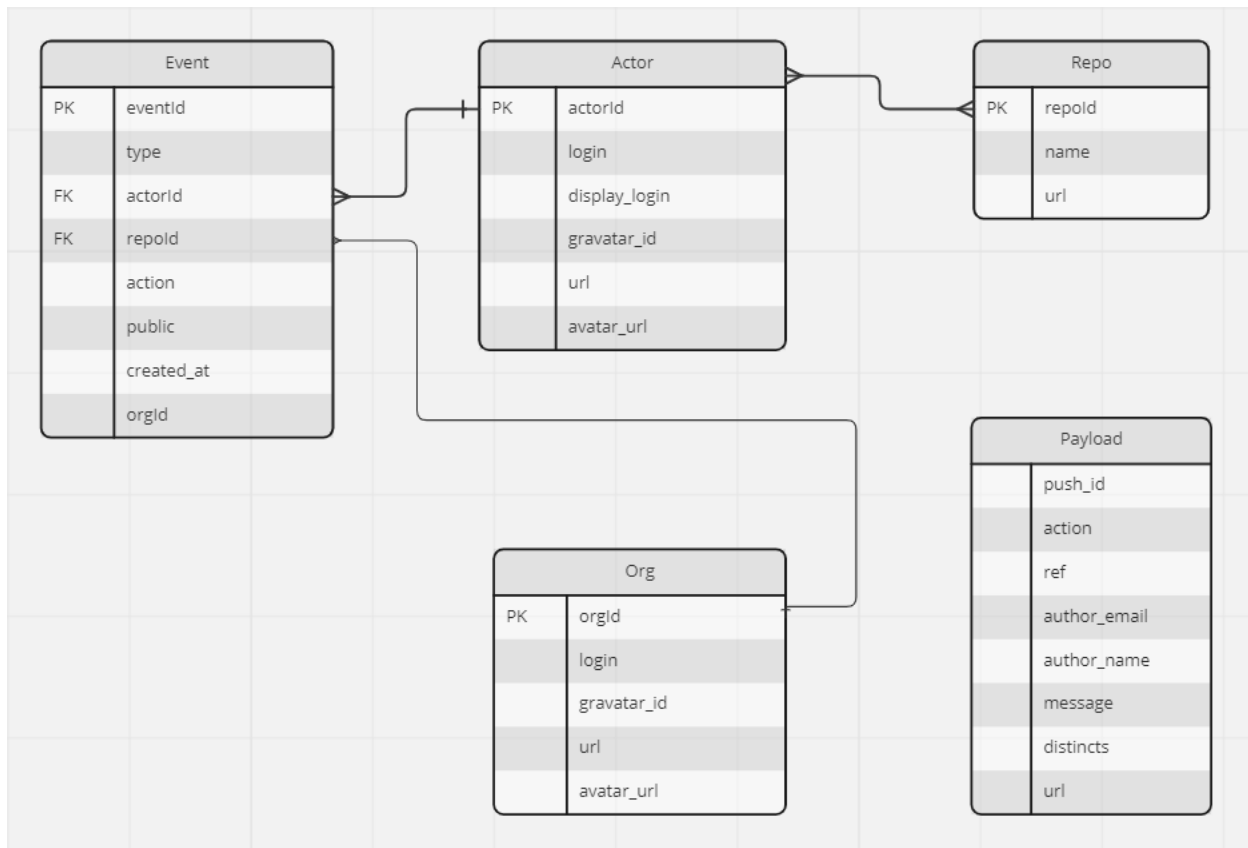 Event
PK eventId
type
FK actorId
FK repoId
action
public
created_at
orgId
Actor
PK actorId
login
display_login
gravatar_id
url
avatar_url
Repo
PK repoId
name
url
Org
PK orgId
login
gravatar_id
url
avatar_url
Payload
push_id
action
ref
author_email
author_name
message
distincts
url